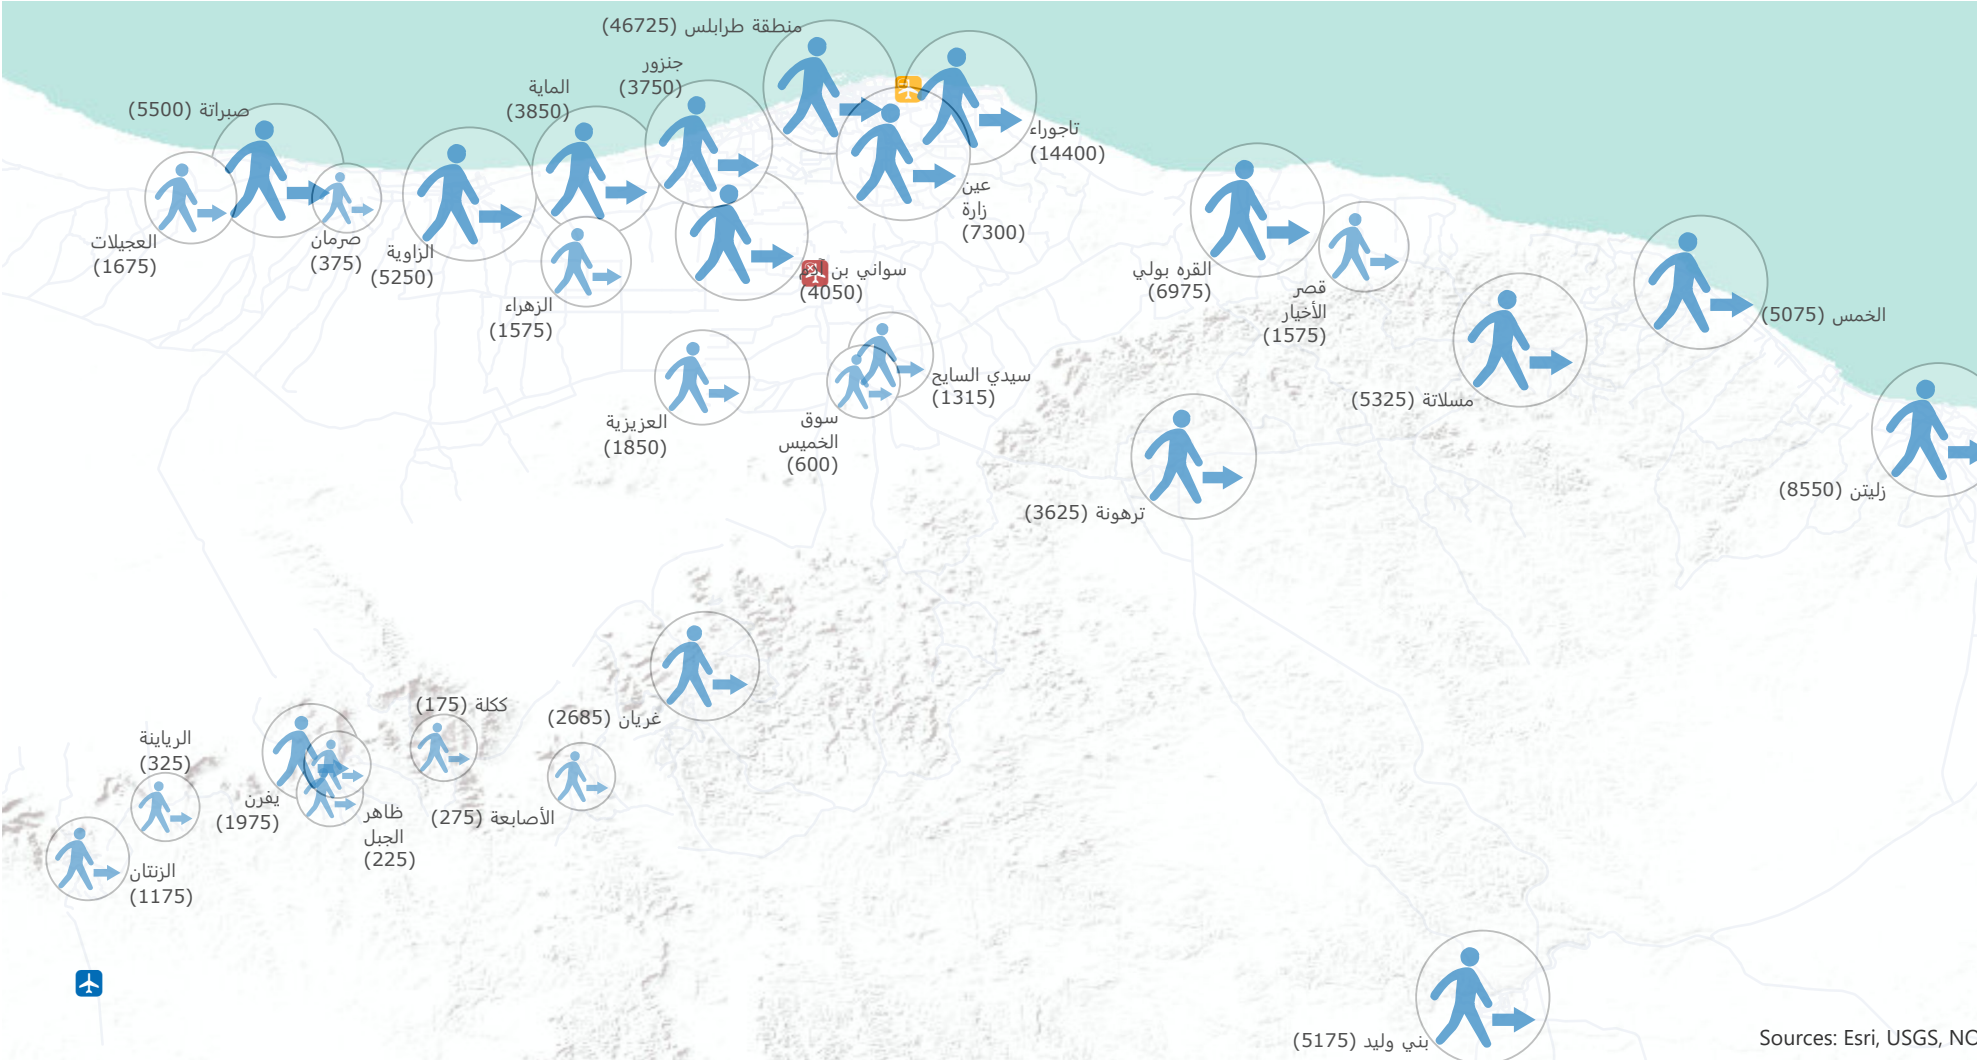 منطقة طرابلس (46725)
جنزور
(3750)
الماية
(3850)
صبراتة (5500)
تاجوراء
(14400)
عين
زارة
(7300)
العجيلات
(1675)
صرمان
(375)
الزاوية
(5250)
سواني بن آدم
(4050)
القره بولي
(6975)
قصر
الأخيار
(1575)
الزهراء
(1575)
الخمس (5075)
سيدي السايح
(1315)
مسلاتة (5325)
العزيزية
(1850)
سوق
الخميس
(600)
زليتن (8550)
ترهونة (3625)
ككلة (175)
غريان (2685)
الرياينة
(325)
يفرن
(1975)
ظاهر
الجبل
(225)
الأصابعة (275)
الزنتان
(1175)
بني وليد (5175)
Sources: Esri, USGS, NO